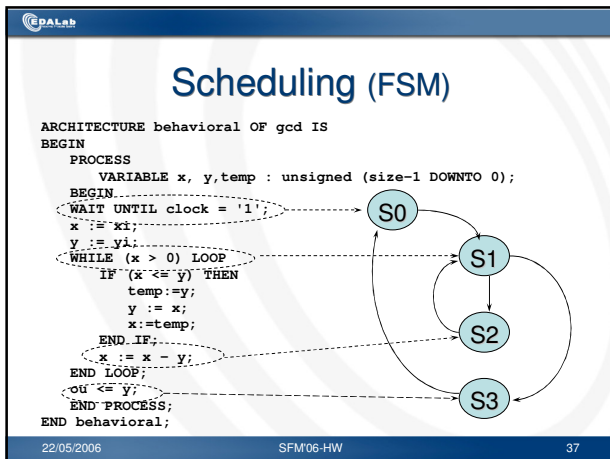 EDALab
Scheduling (FSM)
ARCHITECTURE behavioral OF gcd IS
BEGIN
PROCESS
VARIABLE x, y,temp : unsigned (size-1 DOWNTO 0);
BEGIN
WAIT UNTIL clock = '1';
x := xi;
y := yi;
WHILE (x > 0) LOOP
IF (x <= y) THEN
temp:=y;
y := x;
x:=temp;
END IF;
x := x - y;
END LOOP;
ou <= y;
END PROCESS;
END behavioral;
S0
S1
S2
S3
22/05/2006
SFM'06-HW
37